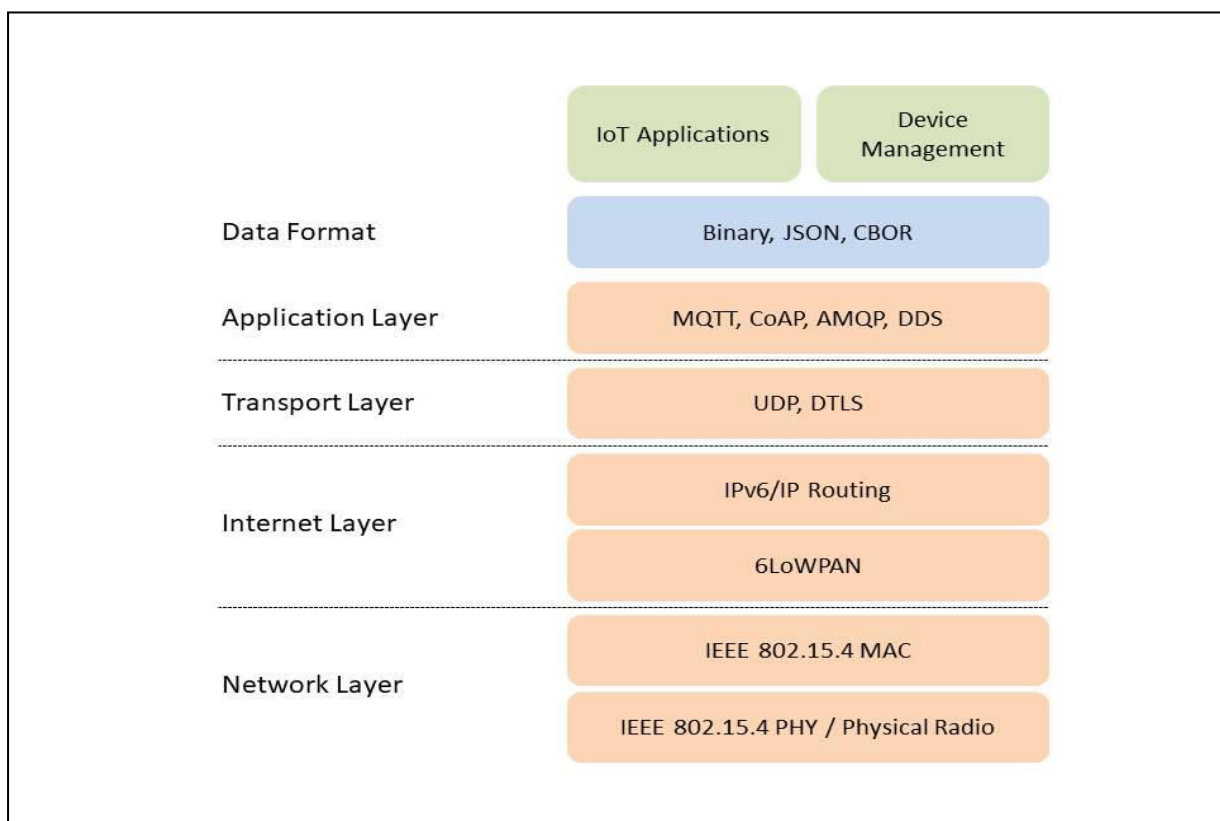 IoT Applications
Device
Management
Data Format
Binary, JSON, CBOR
Application Layer
MQTT, CoAP, AMQP, DDS
Transport Layer
UDP, DTLS
Internet Layer
IPv6/IP Routing
6LoWPAN
Network Layer
IEEE 802.15.4 MAC
IEEE 802.15.4 PHY / Physical Radio